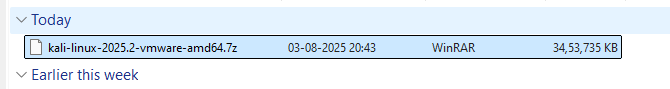 Today
kali-linux-2025.2-vmware-amd64.7z 03-08-2025 20:43 WinRAR 34,53,735 KB
Earlier this week